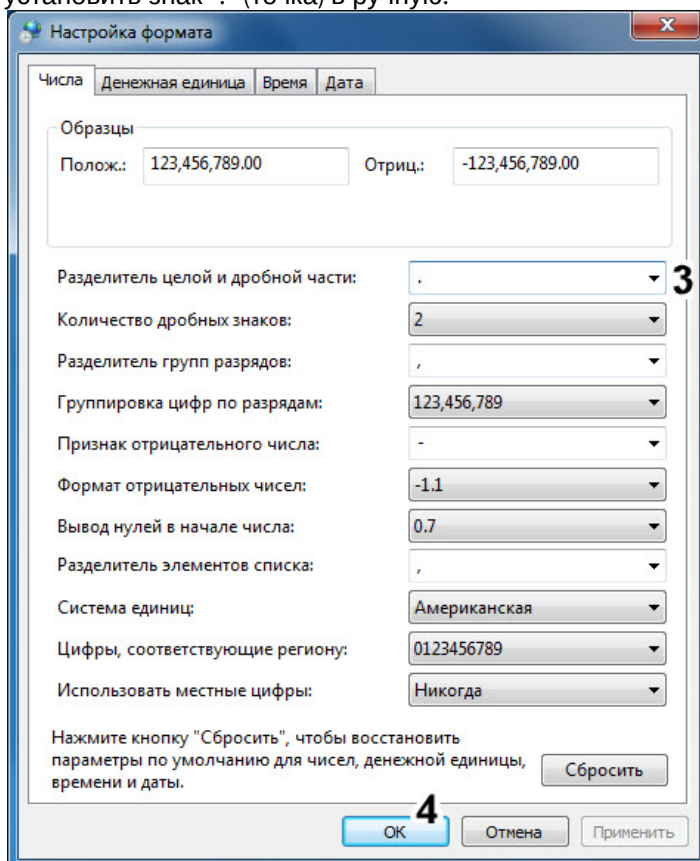 установить знак "." (точка) в ручную.
Настройка формата
Числа Денежная единица Время Дата
Образцы
Полож.: 123,456,789.00 Отриц.: -123,456,789.00
Разделитель целой и дробной части: . 3
Количество дробных знаков: 2
Разделитель групп разрядов: ,
Группировка цифр по разрядам: 123,456,789
Признак отрицательного числа: -
Формат отрицательных чисел: -1.1
Вывод нулей в начале числа: 0.7
Разделитель элементов списка: ,
Система единиц: Американская
Цифры, соответствующие региону: 0123456789
Использовать местные цифры: Никогда
Нажмите кнопку "Сбросить", чтобы восстановить
параметры по умолчанию для чисел, денежной единицы,
времени и даты.
Сбросить
4
ОК Отмена Применить